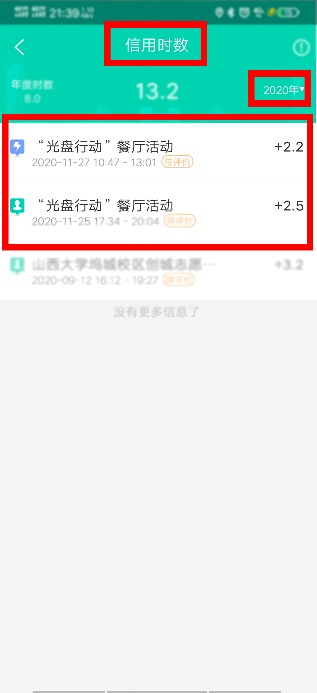 21:39
信用时数
年度时数
8.0
13.2
2020年
“光盘行动”餐厅活动
+2.2
2020-11-27 10:47 - 13:01 待评价
“光盘行动”餐厅活动
+2.5
2020-11-25 17:34 - 20:04 待评价
山西大学坞城校区创城志愿…
+3.2
2020-09-12 16:12 - 19:27 待评价
没有更多信息了